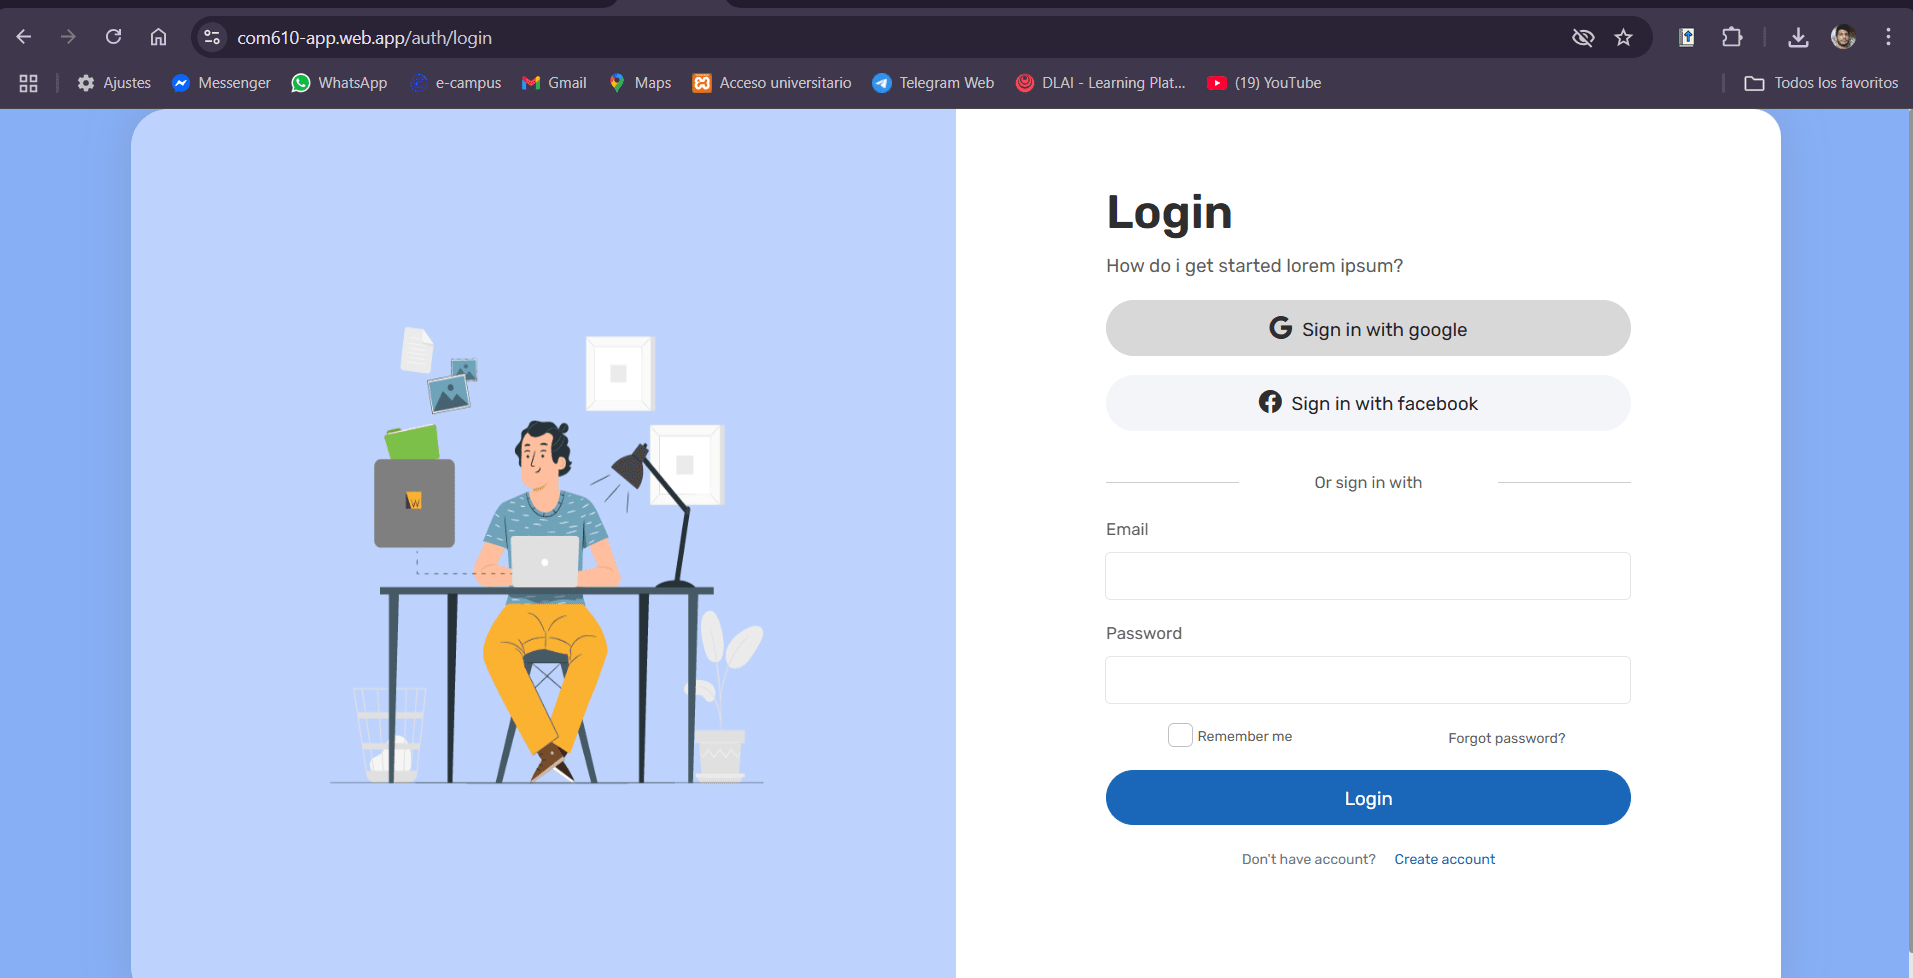 com610-app.web.app/auth/login
Ajustes
Messenger
WhatsApp
e-campus
Gmail
Maps
Acceso universitario
Telegram Web
DLAI - Learning Plat...
(19) YouTube
Todos los favoritos
Login
How do i get started lorem ipsum?
Sign in with google
Sign in with facebook
Or sign in with
Email
Password
Remember me
Forgot password?
Login
Don't have account? Create account
W